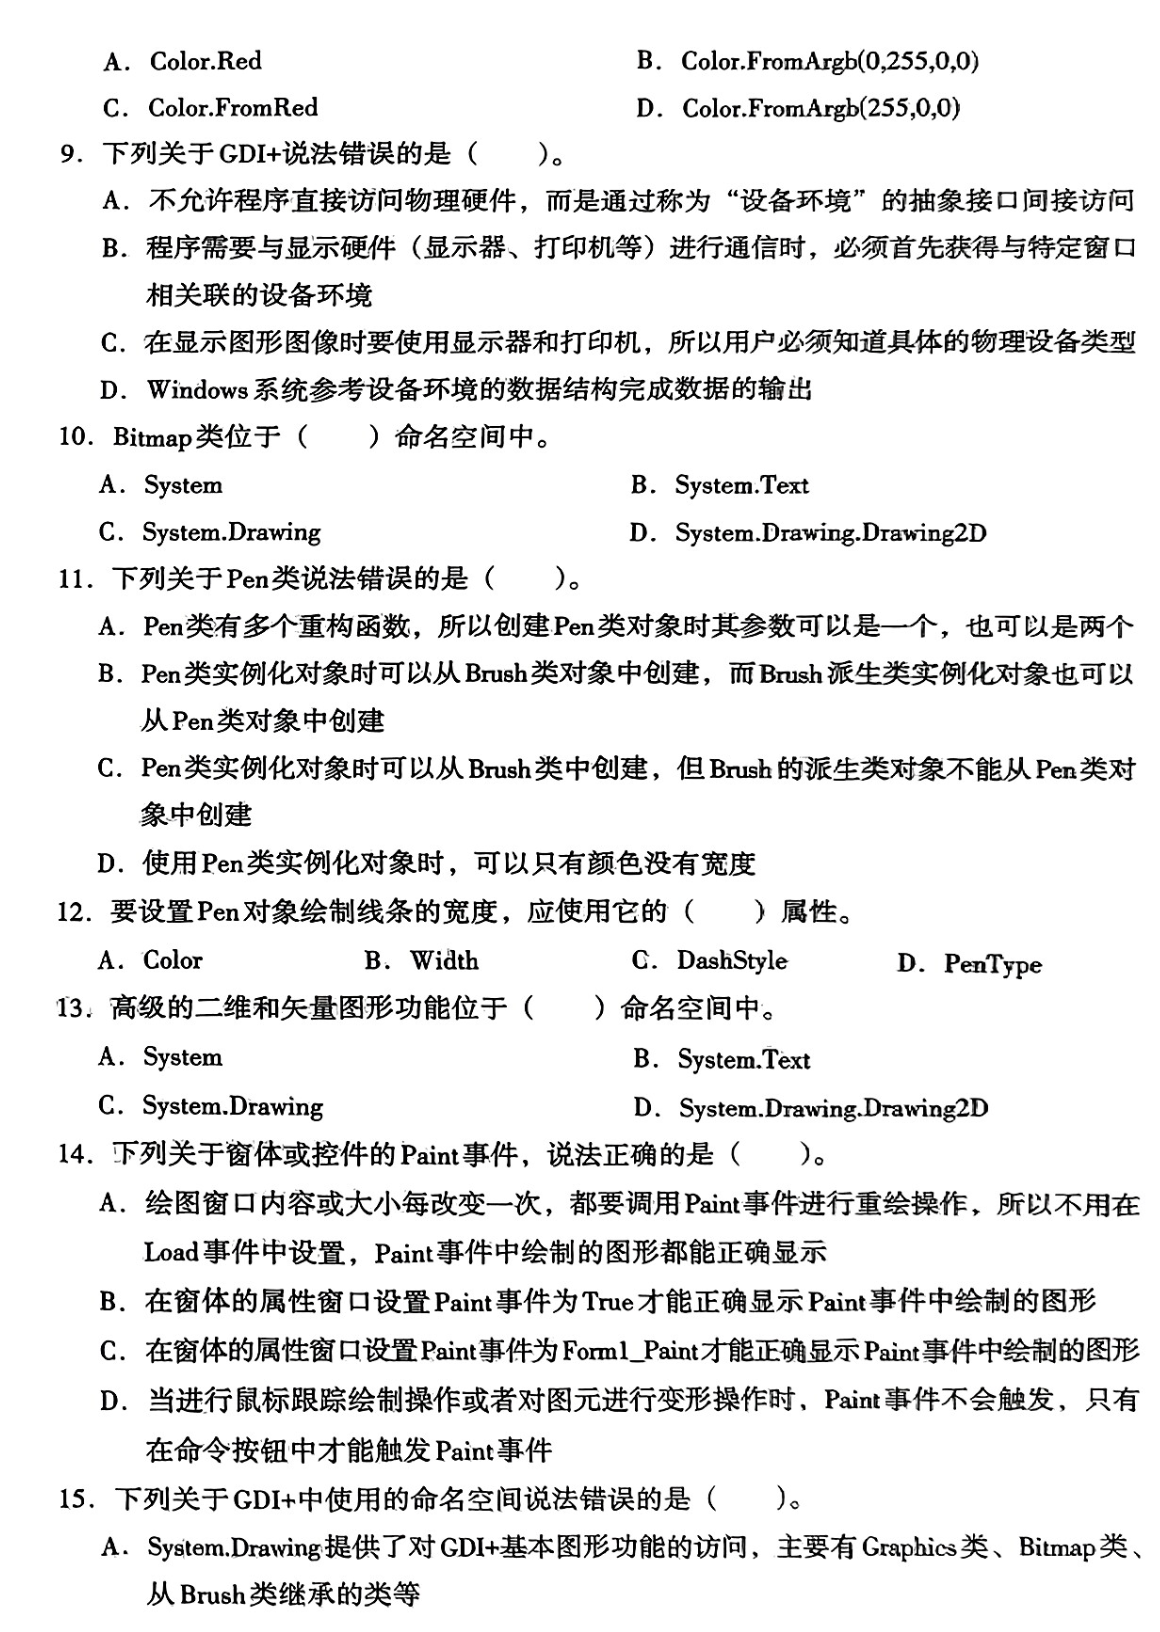 A．Color.Red
B．Color.FromArgb(0,255,0,0)
C．Color.FromRed
D．Color.FromArgb(255,0,0)
9．下列关于GDI+说法错误的是（　　）。
A．不允许程序直接访问物理硬件，而是通过称为“设备环境”的抽象接口间接访问
B．程序需要与显示硬件（显示器、打印机等）进行通信时，必须首先获得与特定窗口
相关联的设备环境
C．在显示图形图像时要使用显示器和打印机，所以用户必须知道具体的物理设备类型
D．Windows系统参考设备环境的数据结构完成数据的输出
10．Bitmap类位于（　　）命名空间中。
A．System
B．System.Text
C．System.Drawing
D．System.Drawing.Drawing2D
11．下列关于Pen类说法错误的是（　　）。
A．Pen类有多个重构函数，所以创建Pen类对象时其参数可以是一个，也可以是两个
B．Pen类实例化对象时可以从Brush类对象中创建，而Brush派生类实例化对象也可以
从Pen类对象中创建
C．Pen类实例化对象时可以从Brush类中创建，但Brush的派生类对象不能从Pen类对
象中创建
D．使用Pen类实例化对象时，可以只有颜色没有宽度
12．要设置Pen对象绘制线条的宽度，应使用它的（　　）属性。
A．Color
B．Width
C．DashStyle
D．PenType
13．高级的二维和矢量图形功能位于（　　）命名空间中。
A．System
B．System.Text
C．System.Drawing
D．System.Drawing.Drawing2D
14．下列关于窗体或控件的Paint事件，说法正确的是（　　）。
A．绘图窗口内容或大小每改变一次，都要调用Paint事件进行重绘操作，所以不用在
Load事件中设置，Paint事件中绘制的图形都能正确显示
B．在窗体的属性窗口设置Paint事件为True才能正确显示Paint事件中绘制的图形
C．在窗体的属性窗口设置Paint事件为Form1_Paint才能正确显示Paint事件中绘制的图形
D．当进行鼠标跟踪绘制操作或者对图元进行变形操作时，Paint事件不会触发，只有
在命令按钮中才能触发Paint事件
15．下列关于GDI+中使用的命名空间说法错误的是（　　）。
A．System.Drawing提供了对GDI+基本图形功能的访问，主要有Graphics类、Bitmap类、
从Brush类继承的类等